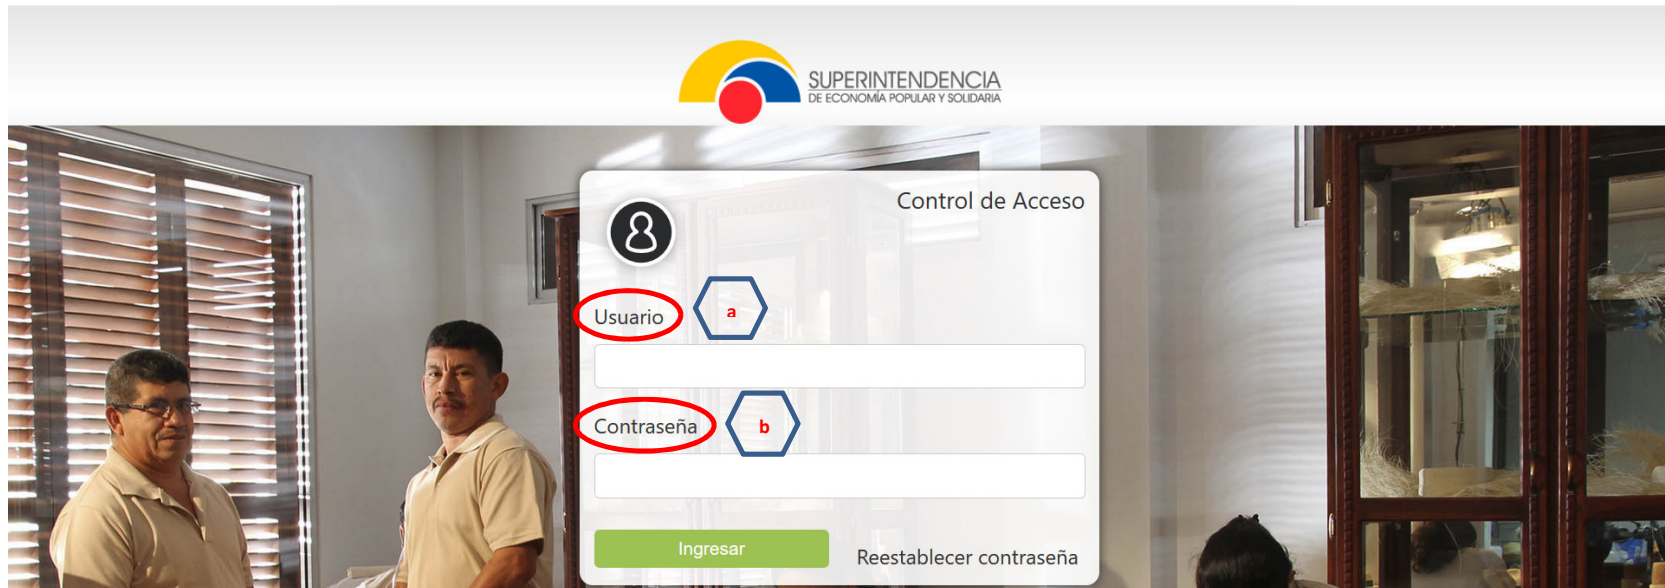 SUPERINTENDENCIA
DE ECONOMÍA POPULAR Y SOLIDARIA
Control de Acceso
Usuario
a
Contraseña
b
Ingresar
Reestablecer contraseña